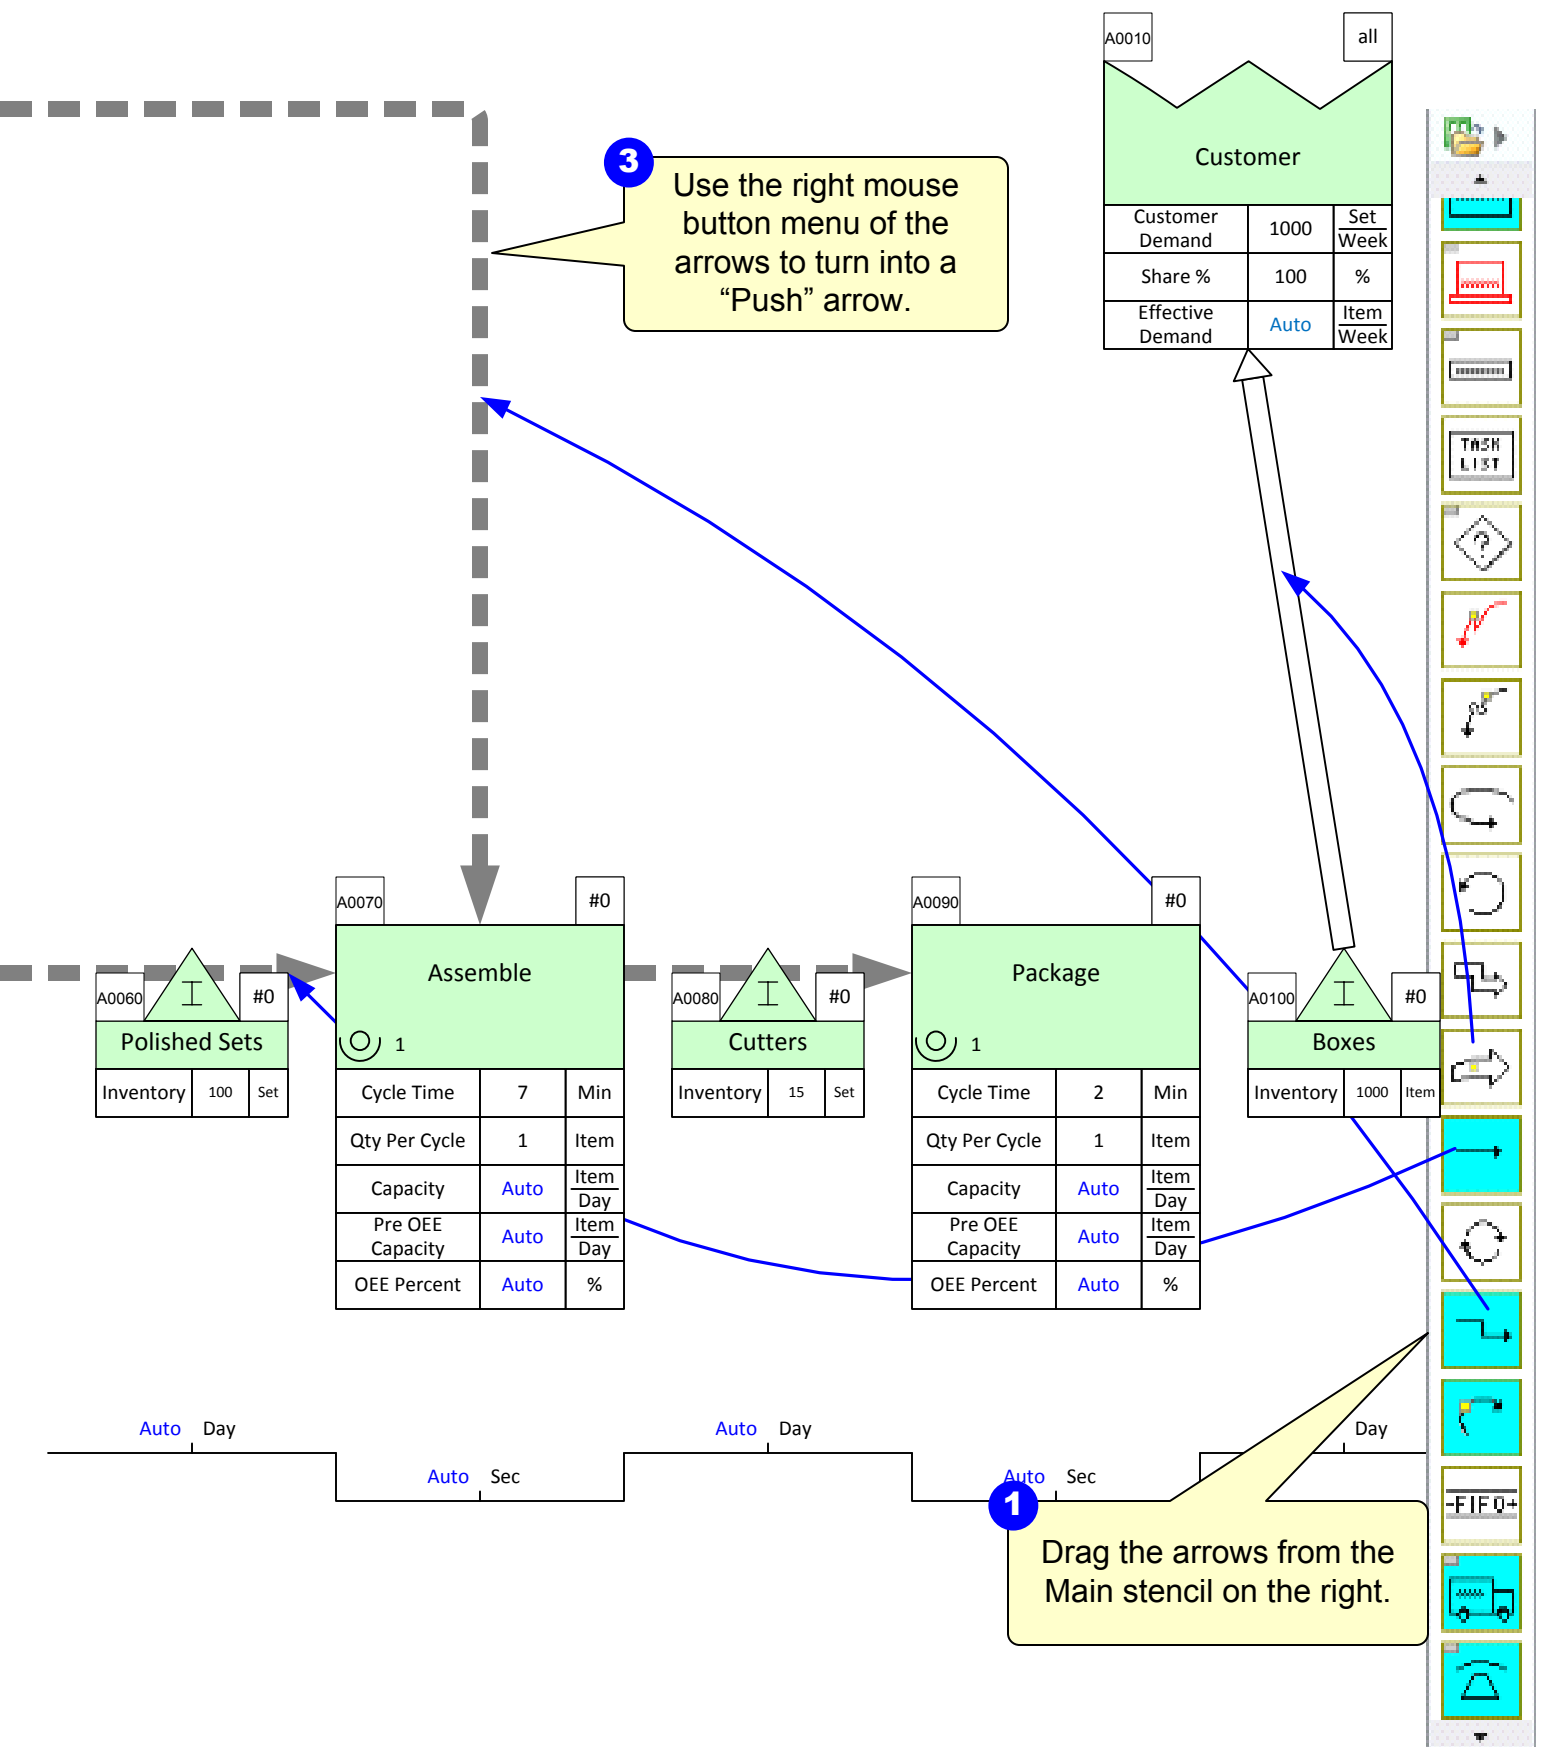 A0010
all
Customer
Customer Demand
1000
Set
Week
Share %
100
%
Effective Demand
Auto
Item
Week
3
Use the right mouse
button menu of the
arrows to turn into a
“Push” arrow.
TASK
LIST
?
A0060
I
#0
Polished Sets
Inventory
100
Set
A0070
#0
Assemble
1
Cycle Time
7
Min
Qty Per Cycle
1
Item
Capacity
Auto
Item
Day
Pre OEE
Capacity
Auto
Item
Day
OEE Percent
Auto
%
A0080
I
#0
Cutters
Inventory
15
Set
A0090
#0
Package
1
Cycle Time
2
Min
Qty Per Cycle
1
Item
Capacity
Auto
Item
Day
Pre OEE
Capacity
Auto
Item
Day
OEE Percent
Auto
%
A0100
I
#0
Boxes
Inventory
1000
Item
Auto Day
Auto Sec
Auto Day
Auto Sec
Day
1
Drag the arrows from the
Main stencil on the right.
-FIFO+